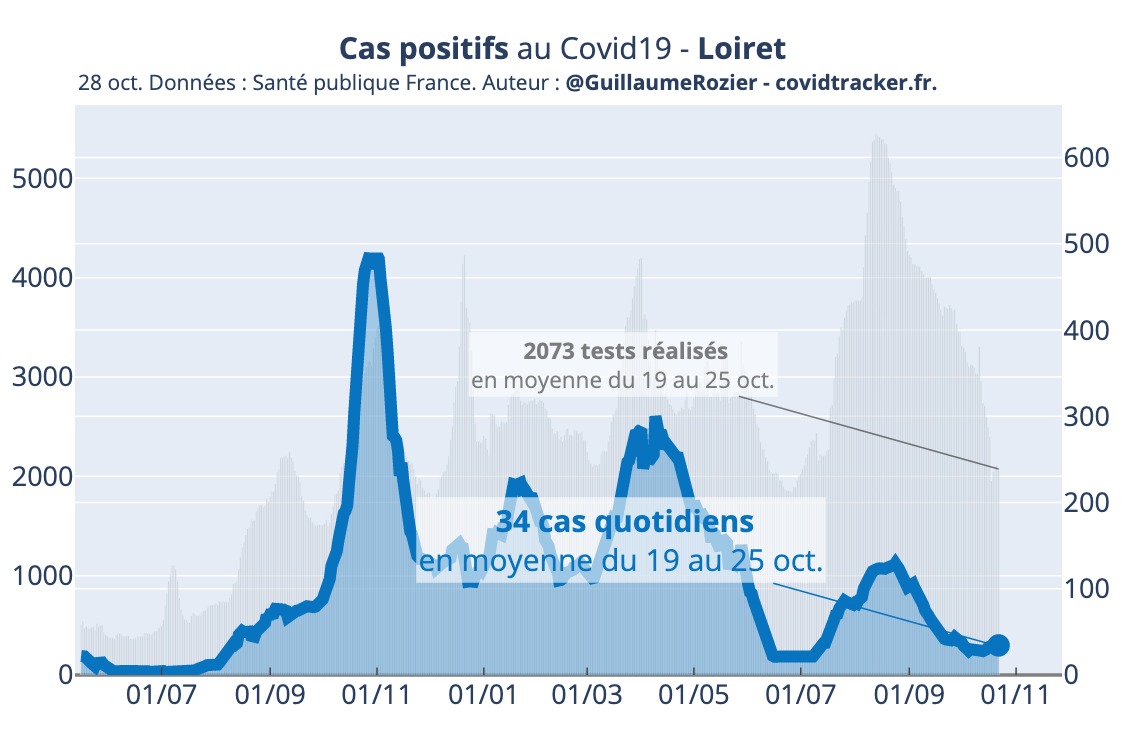 Cas positifs au Covid19 - Loiret
28 oct. Données : Santé publique France. Auteur : @GuillaumeRozier - covidtracker.fr.
5000
4000
3000
2000
1000
0
600
500
400
300
200
100
0
2073 tests réalisés
en moyenne du 19 au 25 oct.
34 cas quotidiens
en moyenne du 19 au 25 oct.
01/07 01/09 01/11 01/01 01/03 01/05 01/07 01/09 01/11